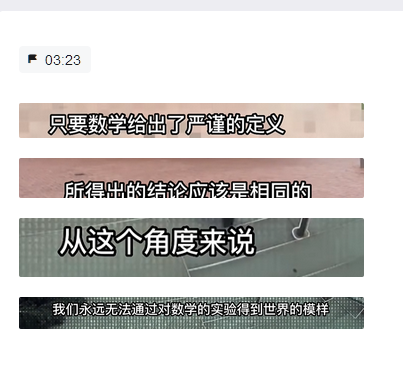 03:23
只要数学给出了严谨的定义
所得出的结论应该是相同的
从这个角度来说
我们永远无法通过对数学的实验得到世界的模样